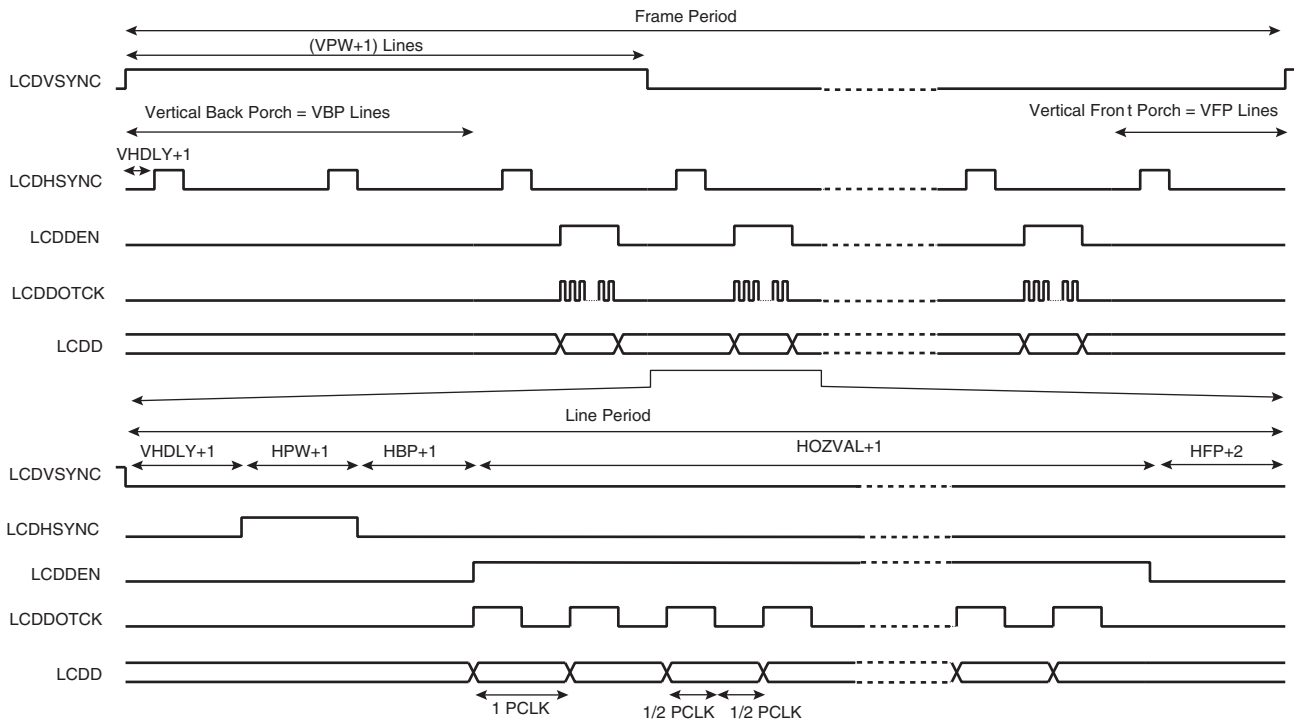 Frame Period
(VPW+1) Lines
LCDVSYNC
Vertical Back Porch = VBP Lines
Vertical Front Porch = VFP Lines
VHDLY+1
LCDHSYNC
LCDDEN
LCDDOTCK
LCDD
Line Period
VHDLY+1
HPW+1
HBP+1
HOZVAL+1
HFP+2
LCDVSYNC
LCDHSYNC
LCDDEN
LCDDOTCK
LCDD
1 PCLK
1/2 PCLK
1/2 PCLK